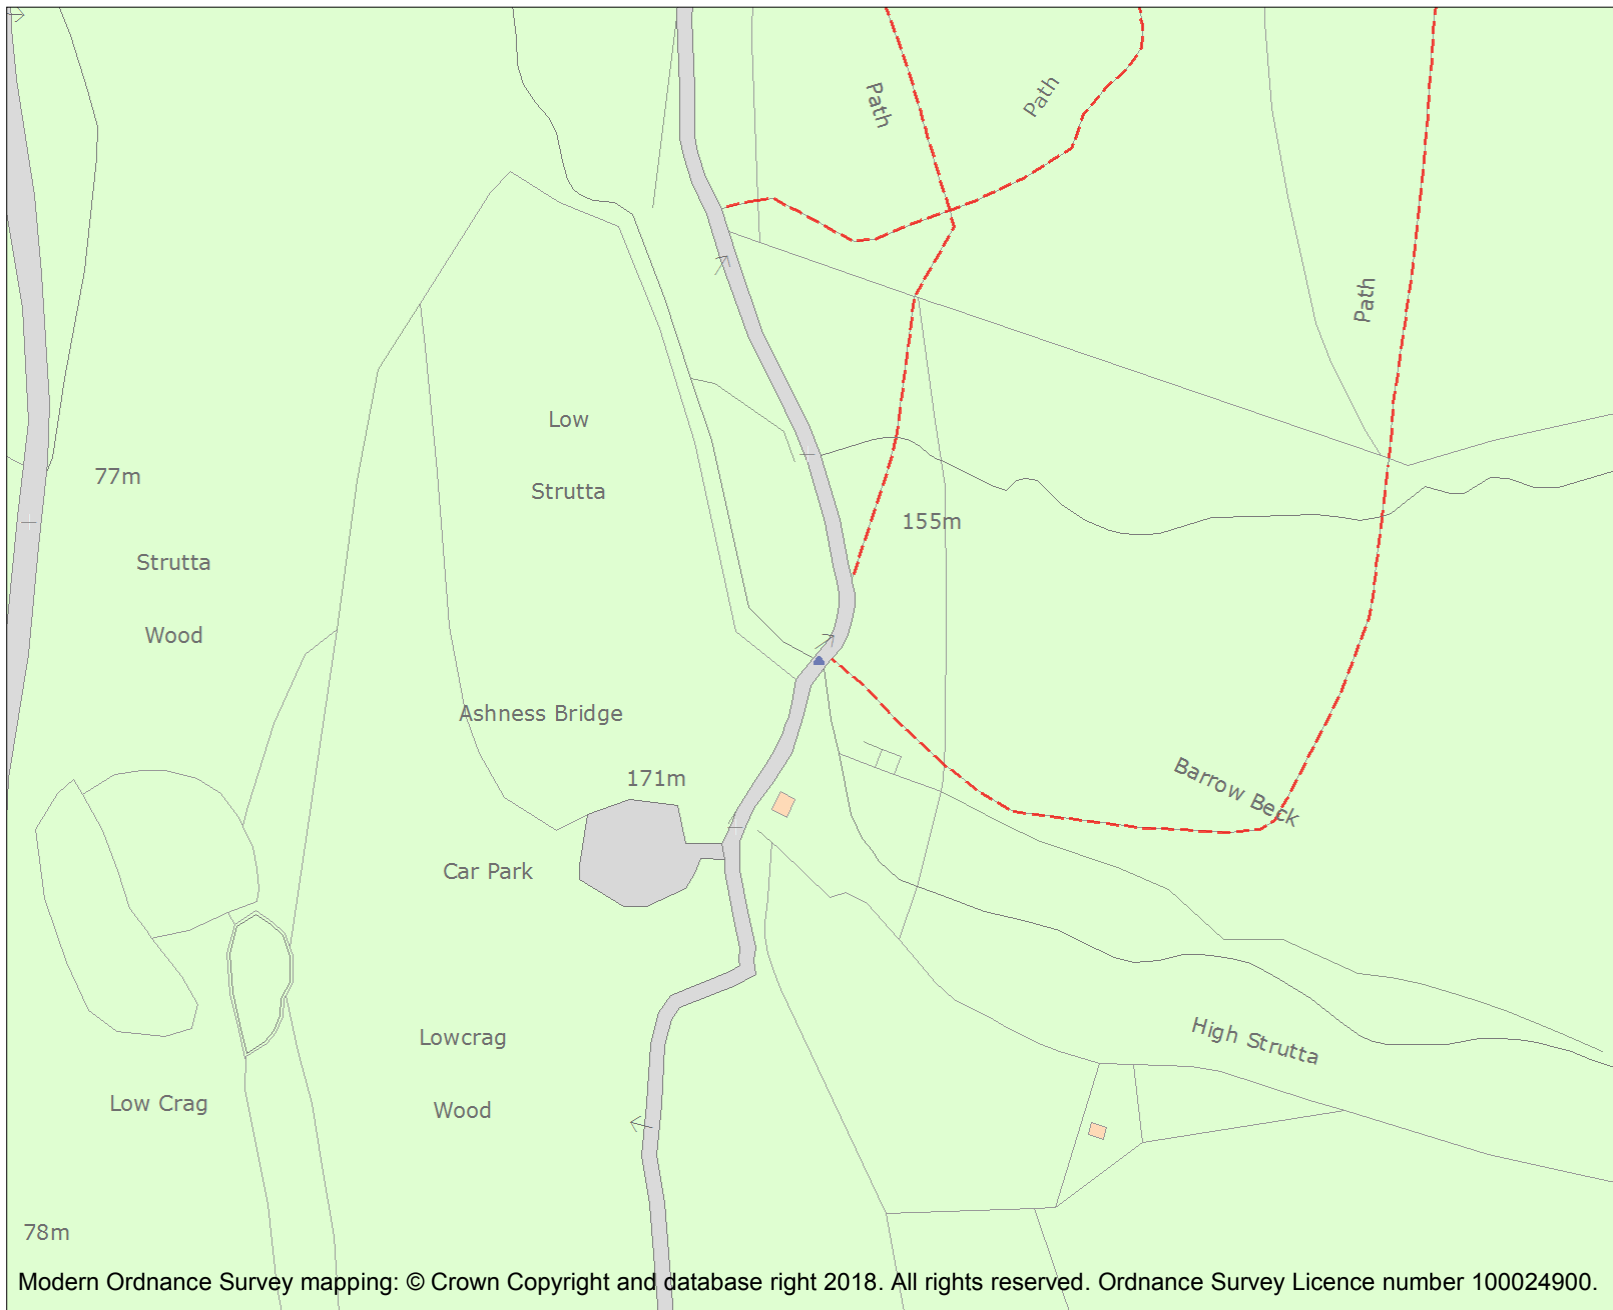 Path
Path
Path
Low
Strutta
77m
155m
Strutta
Wood
Ashness Bridge
171m
Barrow Beck
Car Park
High Strutta
Lowcrag
Wood
Low Crag
78m
Modern Ordnance Survey mapping: © Crown Copyright and database right 2018. All rights reserved. Ordnance Survey Licence number 100024900.